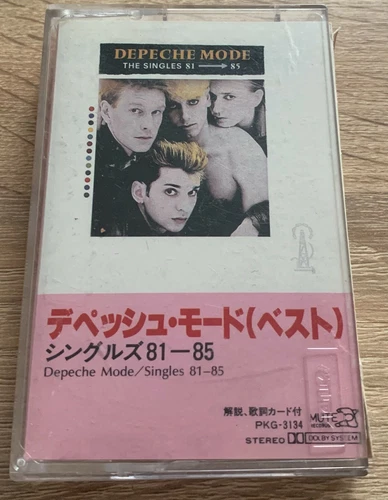 DEPECHE MODE
THE SINGLES 81 → 85
デペッシュ・モード(ベスト)
シングルズ81—85
Depeche Mode/Singles 81–85
解説、歌詞カード付
PKG-3134
MUTE
RECORDS
STEREO DOLBY SYSTEM